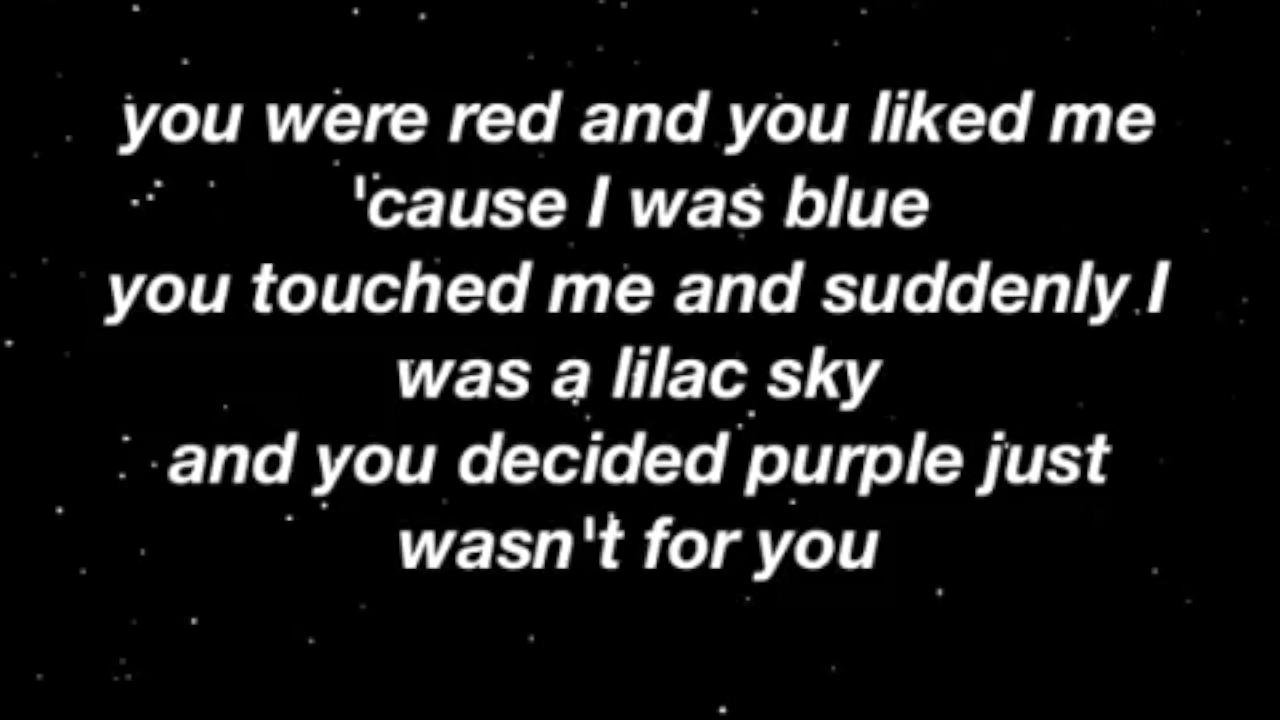 you were red and you liked me
'cause I was blue
you touched me and suddenly I
was a lilac sky
and you decided purple just
wasn't for you